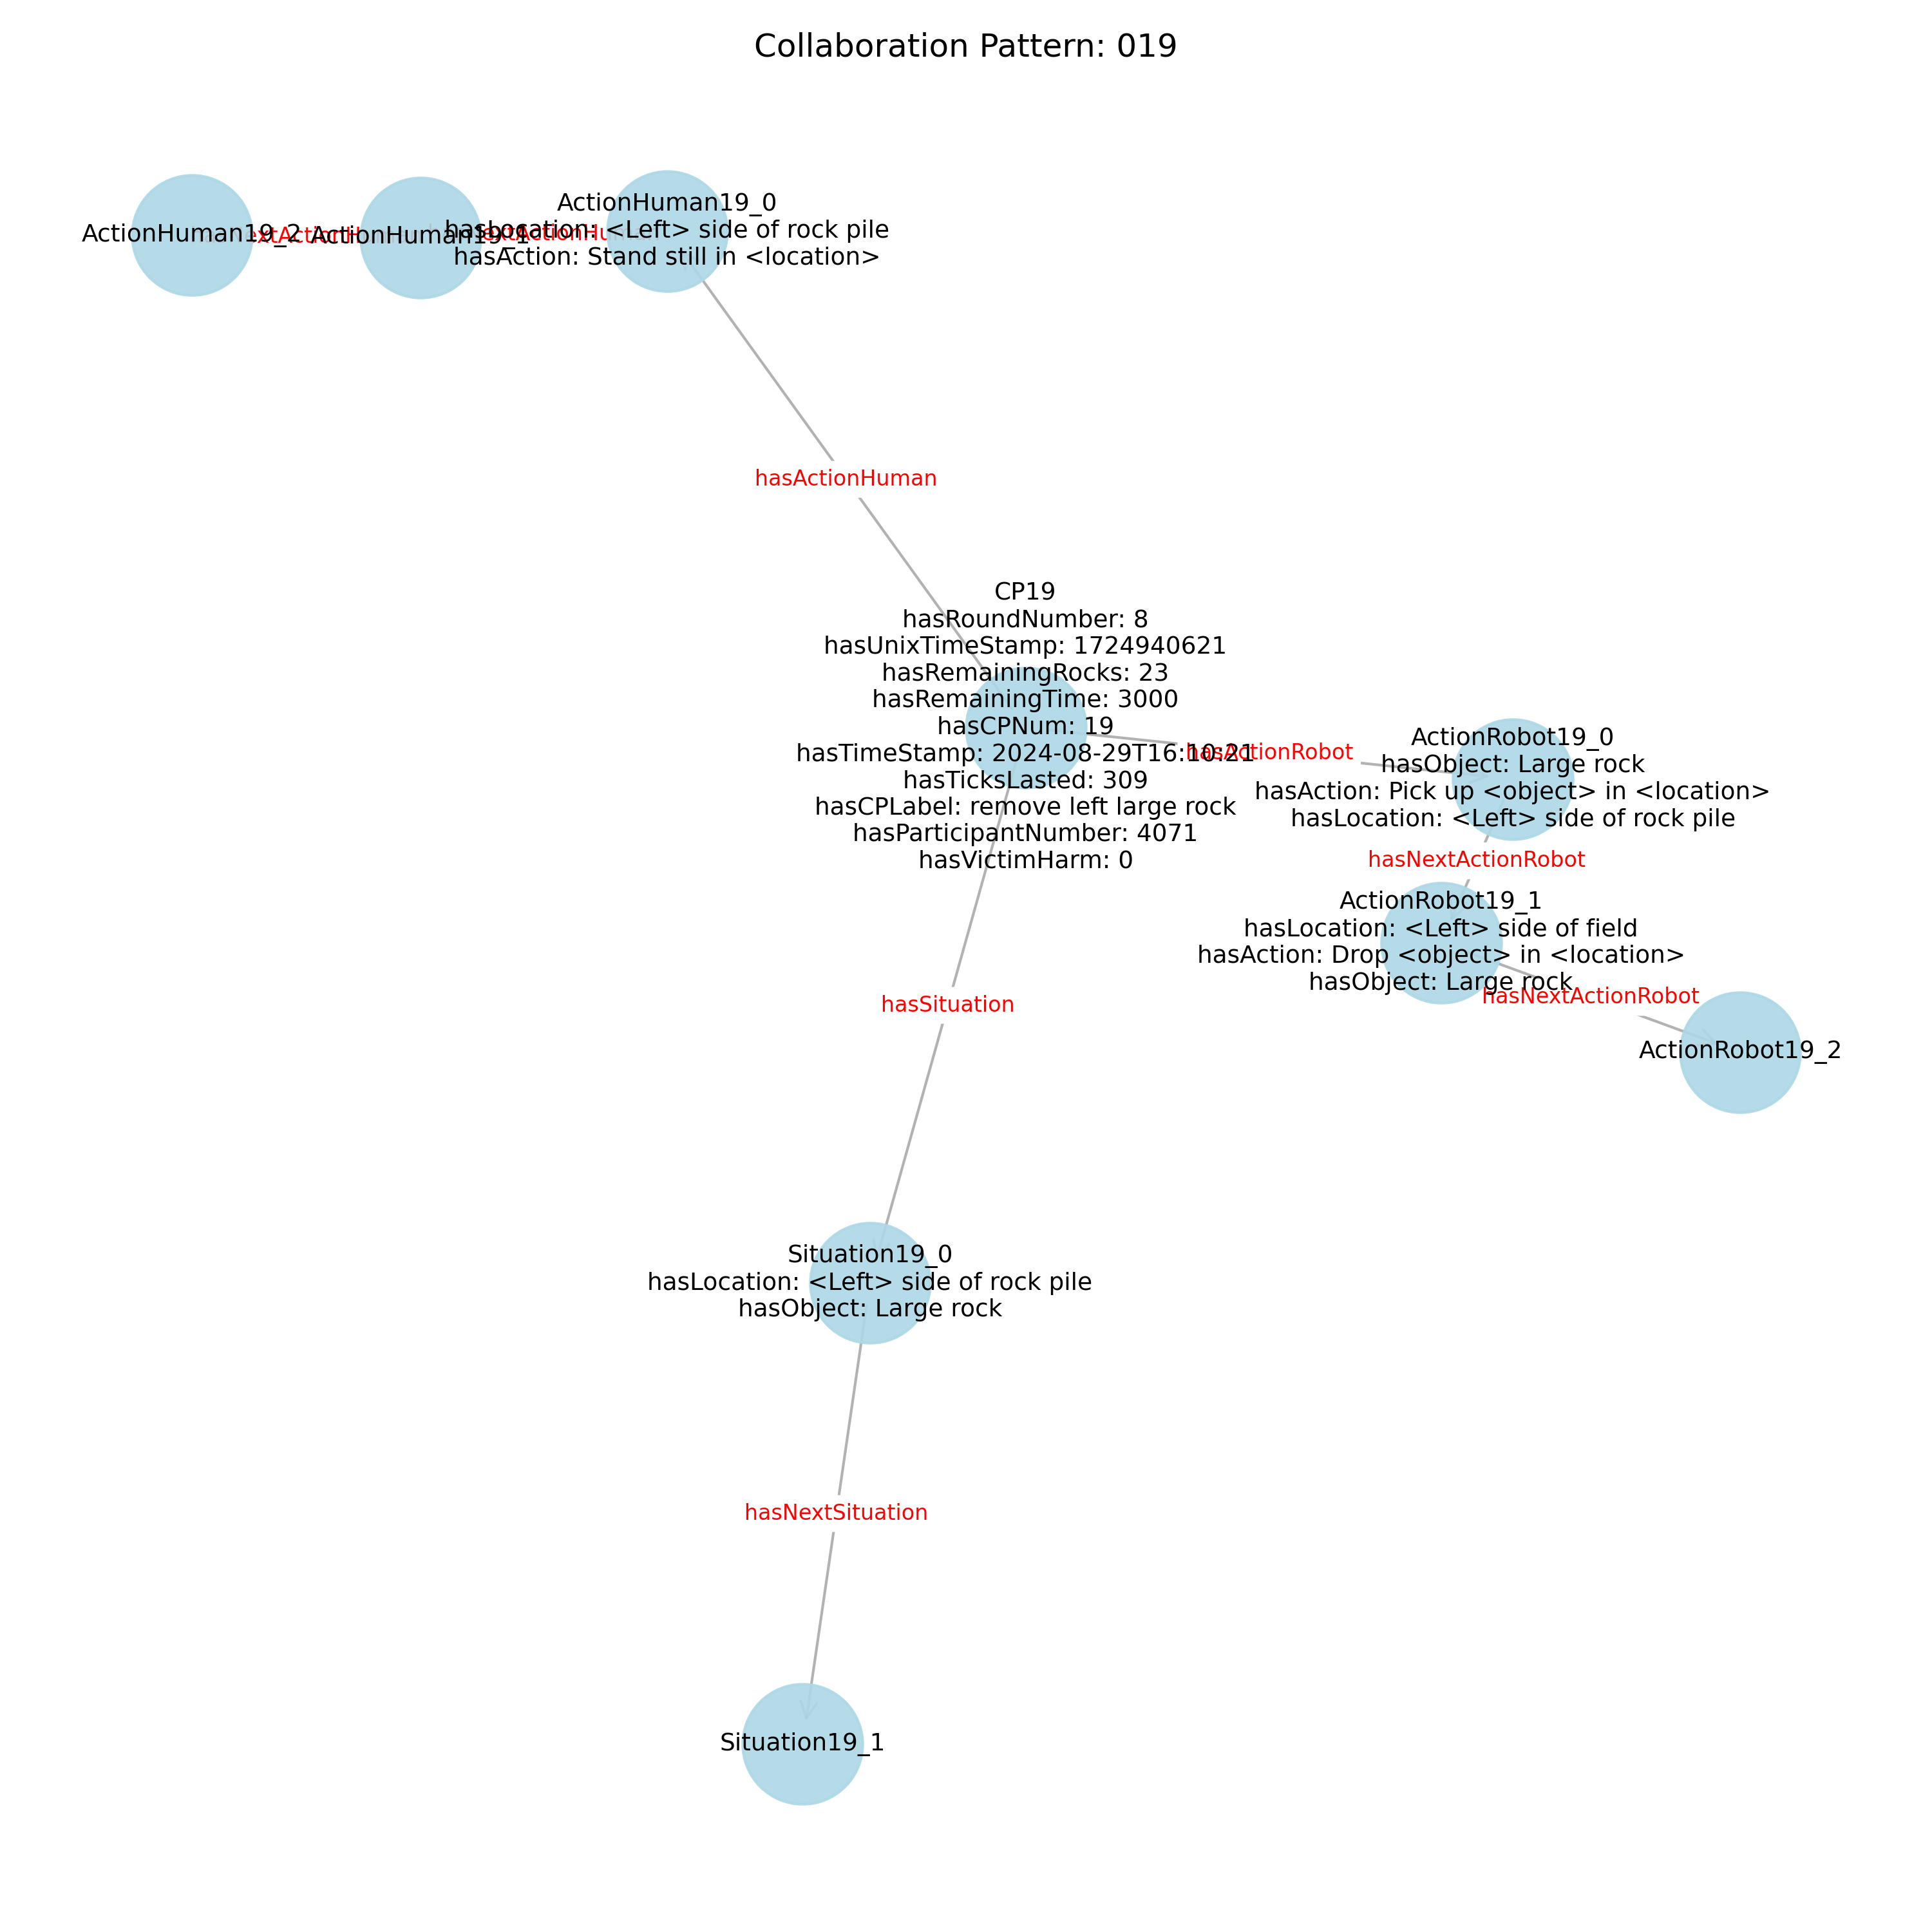 Collaboration Pattern: 019
ActionHuman19_0
hasLocation: <Left> side of rock pile
hasAction: Stand still in <location>
ActionHuman19_1
ActionHuman19_2
hasActionHuman
CP19
hasRoundNumber: 8
hasUnixTimeStamp: 1724940621
hasRemainingRocks: 23
hasRemainingTime: 3000
hasCPNum: 19
hasTimeStamp: 2024-08-29T16:10:21
hasTicksLasted: 309
hasCPLabel: remove left large rock
hasParticipantNumber: 4071
hasVictimHarm: 0
hasActionRobot
ActionRobot19_0
hasObject: Large rock
hasAction: Pick up <object> in <location>
hasLocation: <Left> side of rock pile
hasNextActionRobot
ActionRobot19_1
hasLocation: <Left> side of field
hasAction: Drop <object> in <location>
hasObject: Large rock
hasNextActionRobot
ActionRobot19_2
hasSituation
Situation19_0
hasLocation: <Left> side of rock pile
hasObject: Large rock
hasNextSituation
Situation19_1